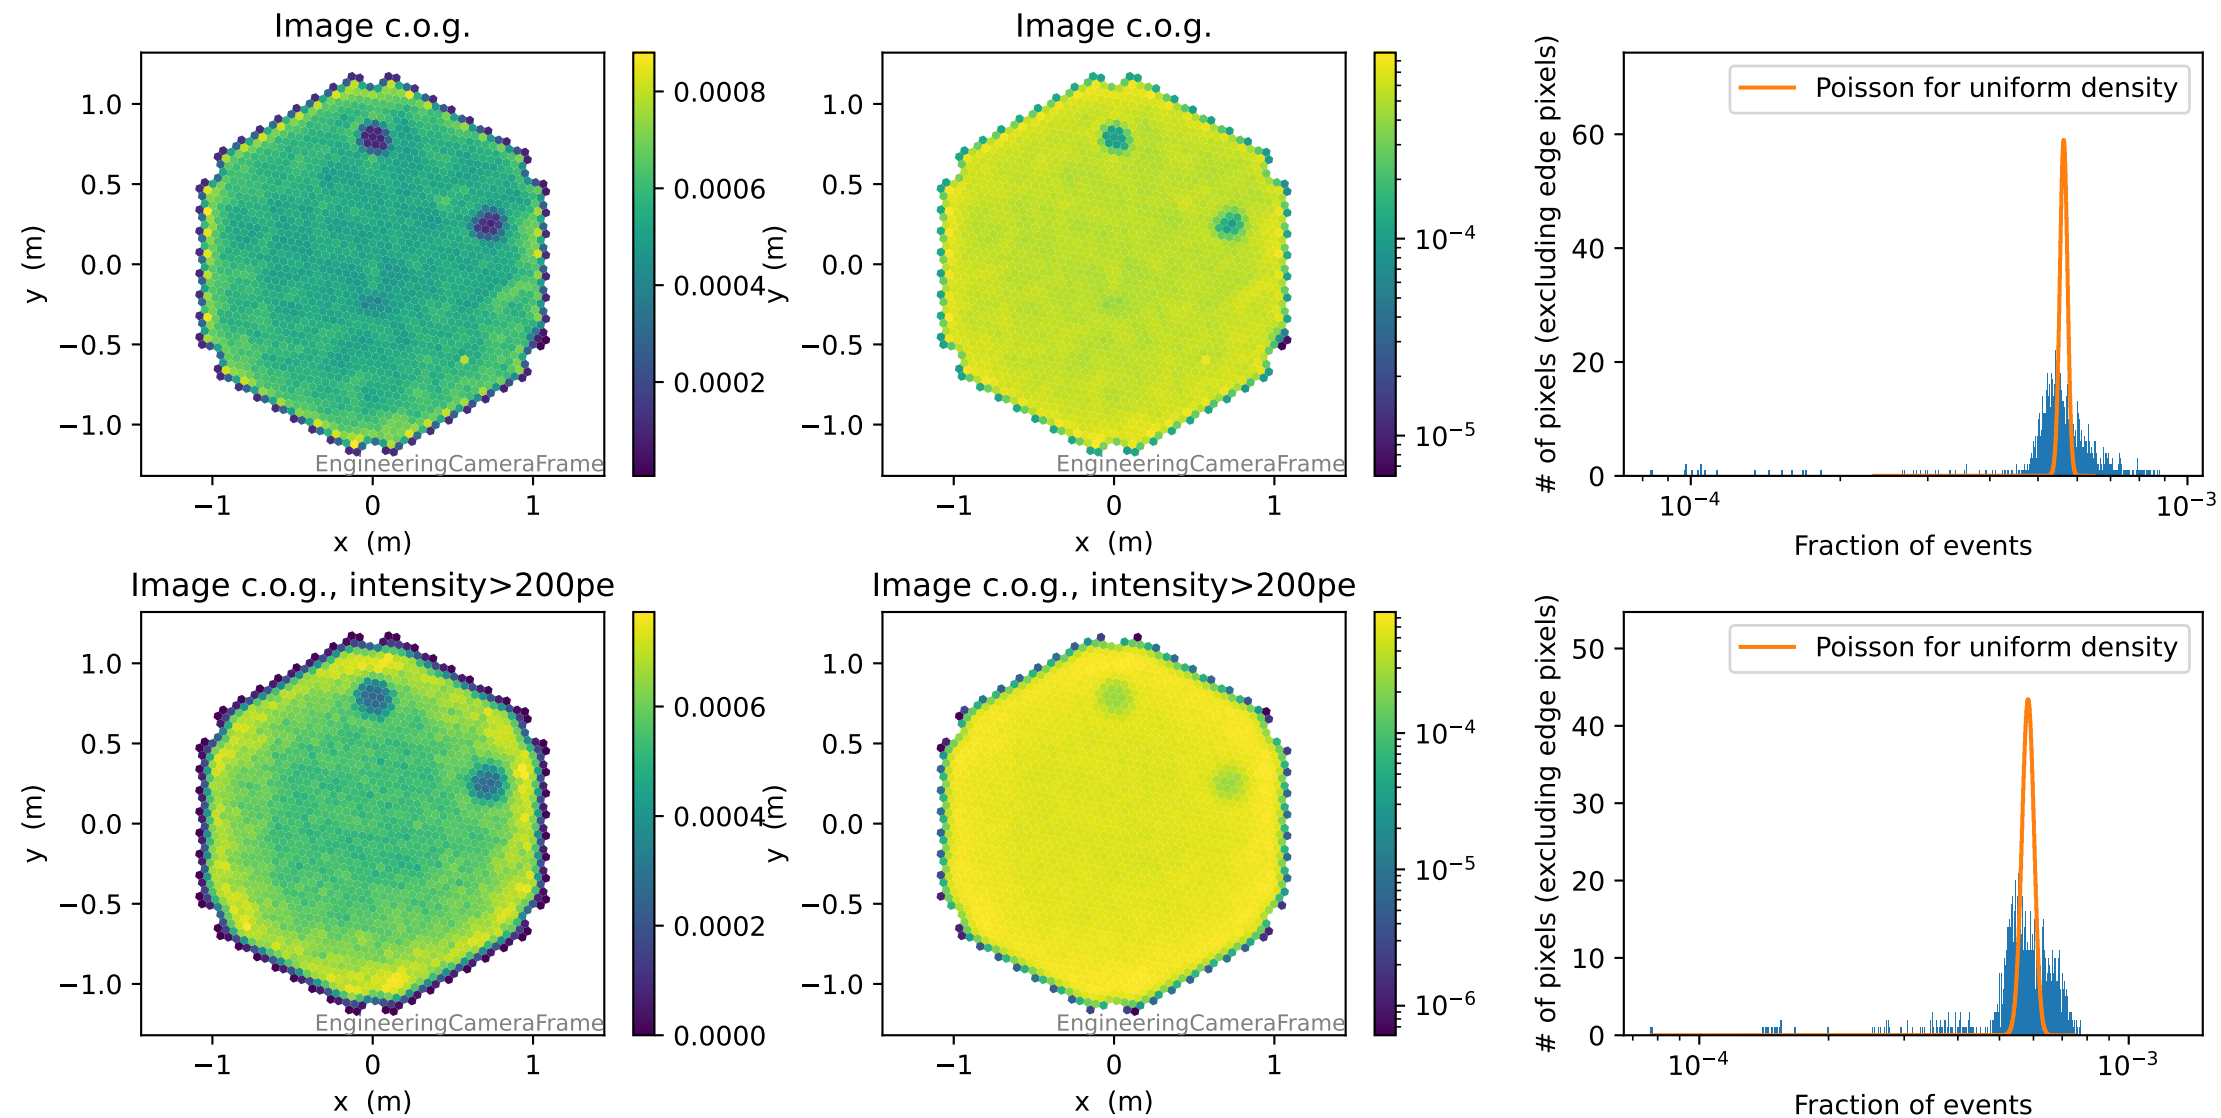 Image c.o.g.
1.0
0.5
0.0
−0.5
−1.0
y (m)
−1
0
1
x (m)
EngineeringCameraFrame
0.0008
0.0006
0.0004
0.0002
Image c.o.g.
1.0
0.5
0.0
−0.5
−1.0
y (m)
−1
0
1
x (m)
EngineeringCameraFrame
10⁻⁴
10⁻⁵
# of pixels (excluding edge pixels)
60
40
20
0
Poisson for uniform density
10⁻⁴
10⁻³
Fraction of events
Image c.o.g., intensity>200pe
1.0
0.5
0.0
−0.5
−1.0
y (m)
−1
0
1
x (m)
EngineeringCameraFrame
0.0006
0.0004
0.0002
0.0000
Image c.o.g., intensity>200pe
1.0
0.5
0.0
−0.5
−1.0
y (m)
−1
0
1
x (m)
EngineeringCameraFrame
10⁻⁴
10⁻⁵
10⁻⁶
# of pixels (excluding edge pixels)
50
40
30
20
10
0
Poisson for uniform density
10⁻⁴
10⁻³
Fraction of events